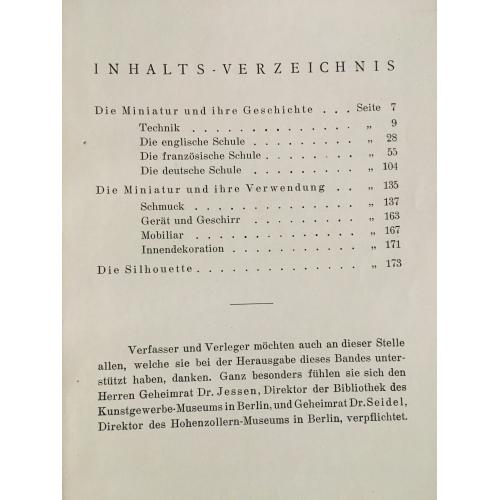 INHALTS-VERZEICHNIS
Die Miniatur und ihre Geschichte . . . Seite 7
Technik . . . . . . . . . . . . . „ 9
Die englische Schule . . . . . . . . . „ 28
Die französische Schule . . . . . . . . „ 55
Die deutsche Schule . . . . . . . . . „ 104
Die Miniatur und ihre Verwendung . . „ 135
Schmuck . . . . . . . . . . . . . „ 137
Gerät und Geschirr . . . . . . . . . „ 163
Mobiliar . . . . . . . . . . . . . „ 167
Innendekoration . . . . . . . . . . „ 171
Die Silhouette . . . . . . . . . . . . . „ 173
Verfasser und Verleger möchten auch an dieser Stelle
allen, welche sie bei der Herausgabe dieses Bandes unter-
stützt haben, danken. Ganz besonders fühlen sie sich den
Herren Geheimrat Dr. Jessen, Direktor der Bibliothek des
Kunstgewerbe-Museums in Berlin, und Geheimrat Dr. Seidel,
Direktor des Hohenzollern-Museums in Berlin, verpflichtet.